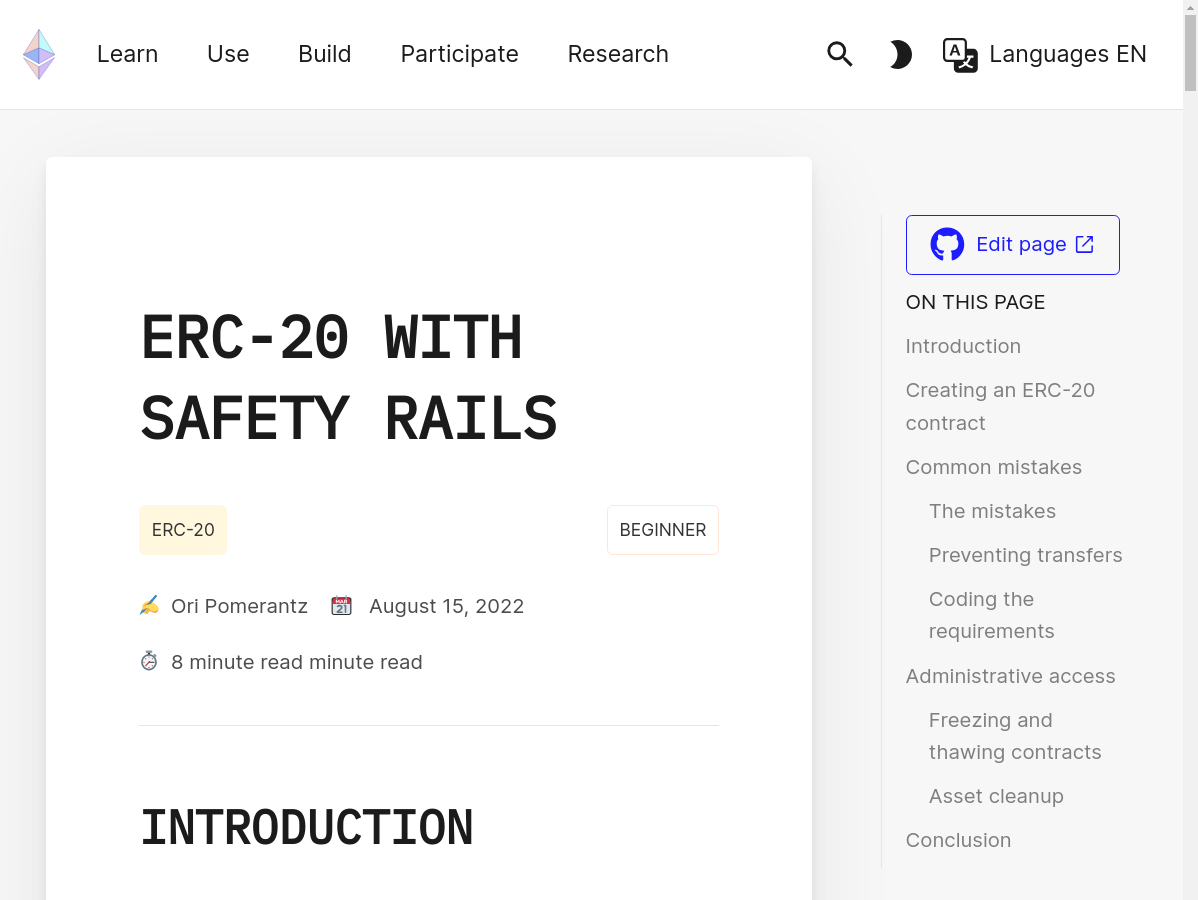 Learn Use Build Participate Research Languages EN
ERC-20 WITH
SAFETY RAILS
ERC-20 BEGINNER
✍️ Ori Pomerantz 📆 August 15, 2022
⏱️ 8 minute read minute read
INTRODUCTION
Edit page
ON THIS PAGE
Introduction
Creating an ERC-20
contract
Common mistakes
The mistakes
Preventing transfers
Coding the
requirements
Administrative access
Freezing and
thawing contracts
Asset cleanup
Conclusion